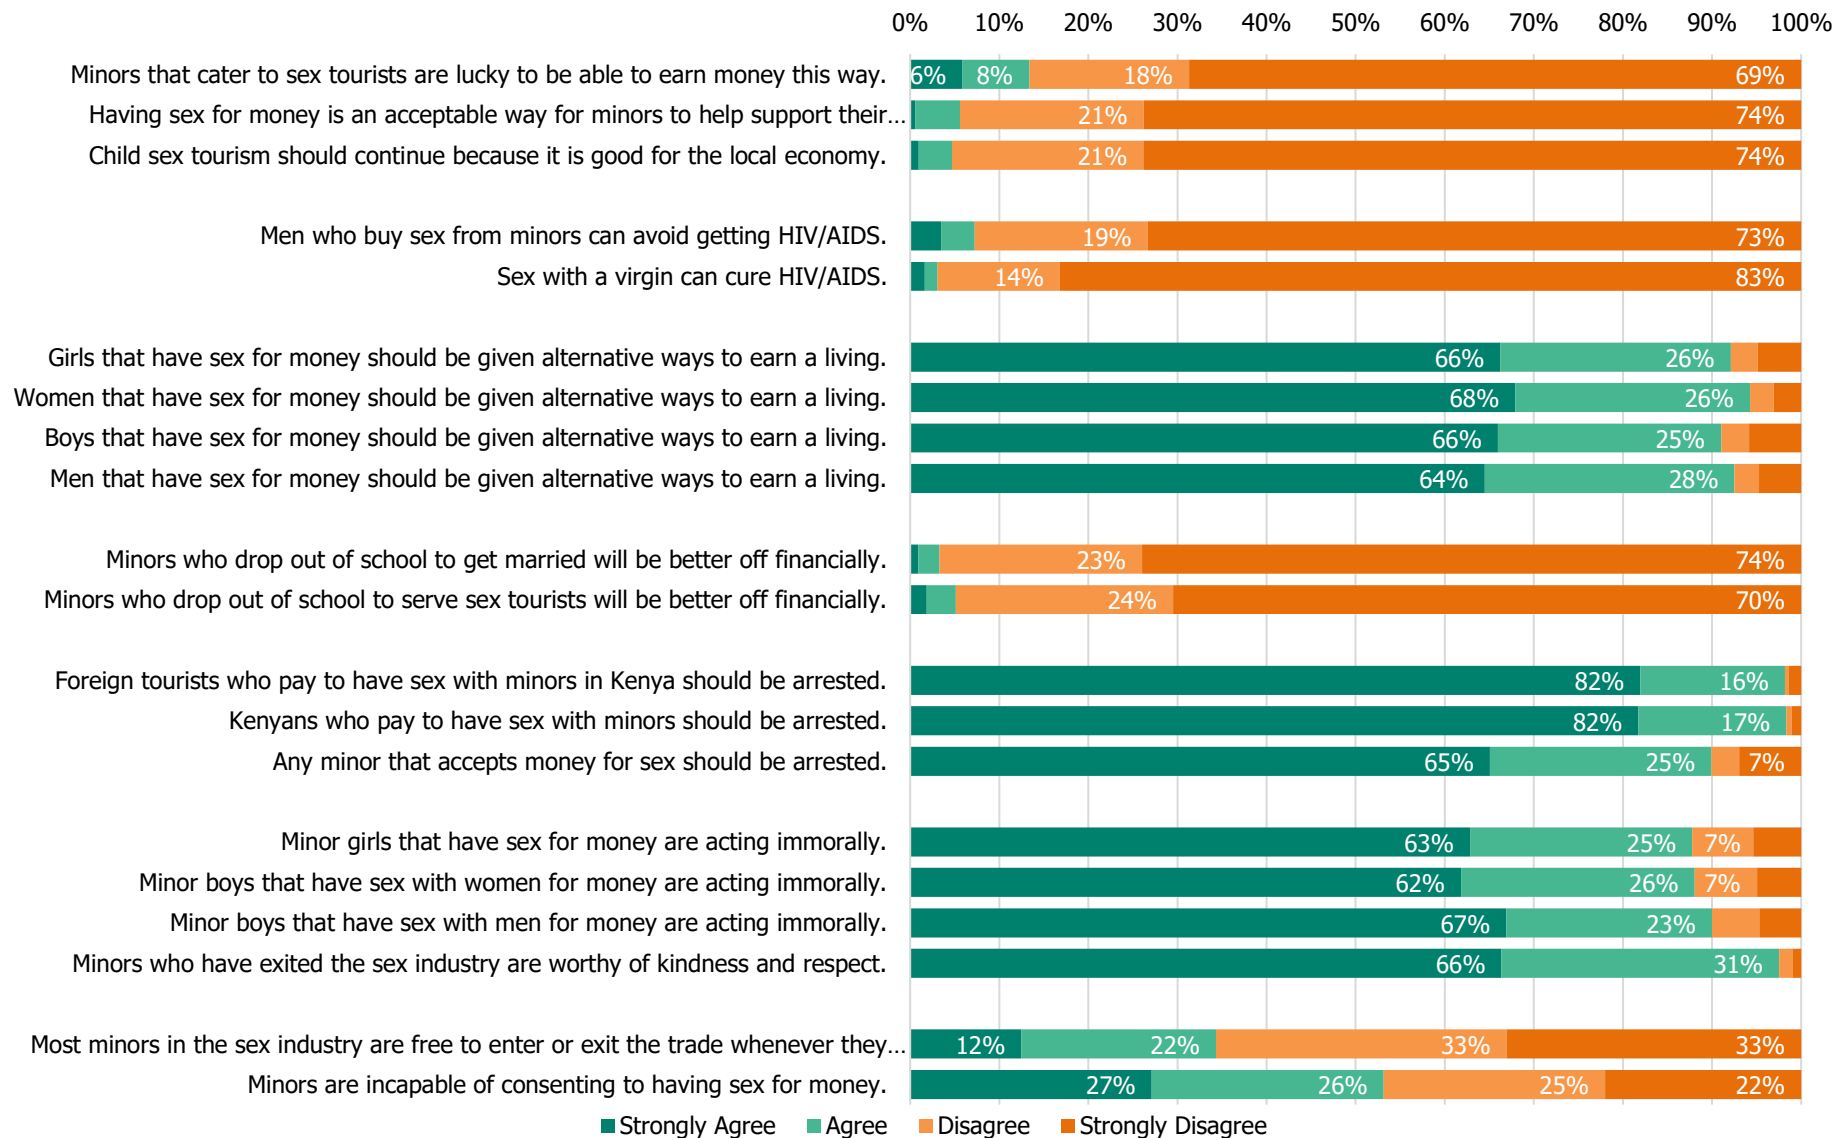 0% 10% 20% 30% 40% 50% 60% 70% 80% 90% 100%
Minors that cater to sex tourists are lucky to be able to earn money this way. 6% 8% 18% 69%
Having sex for money is an acceptable way for minors to help support their… 21% 74%
Child sex tourism should continue because it is good for the local economy. 21% 74%
Men who buy sex from minors can avoid getting HIV/AIDS. 19% 73%
Sex with a virgin can cure HIV/AIDS. 14% 83%
Girls that have sex for money should be given alternative ways to earn a living. 66% 26%
Women that have sex for money should be given alternative ways to earn a living. 68% 26%
Boys that have sex for money should be given alternative ways to earn a living. 66% 25%
Men that have sex for money should be given alternative ways to earn a living. 64% 28%
Minors who drop out of school to get married will be better off financially. 23% 74%
Minors who drop out of school to serve sex tourists will be better off financially. 24% 70%
Foreign tourists who pay to have sex with minors in Kenya should be arrested. 82% 16%
Kenyans who pay to have sex with minors should be arrested. 82% 17%
Any minor that accepts money for sex should be arrested. 65% 25% 7%
Minor girls that have sex for money are acting immorally. 63% 25% 7%
Minor boys that have sex with women for money are acting immorally. 62% 26% 7%
Minor boys that have sex with men for money are acting immorally. 67% 23%
Minors who have exited the sex industry are worthy of kindness and respect. 66% 31%
Most minors in the sex industry are free to enter or exit the trade whenever they… 12% 22% 33% 33%
Minors are incapable of consenting to having sex for money. 27% 26% 25% 22%
Strongly Agree Agree Disagree Strongly Disagree